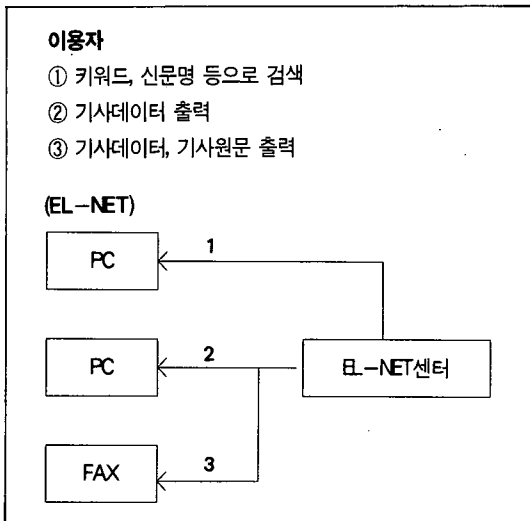 이용자
① 키워드, 신문명 등으로 검색
② 기사데이터 출력
③ 기사데이터, 기사원문 출력
(EL-NET)
1
PC
2
PC
EL-NET센터
3
FAX